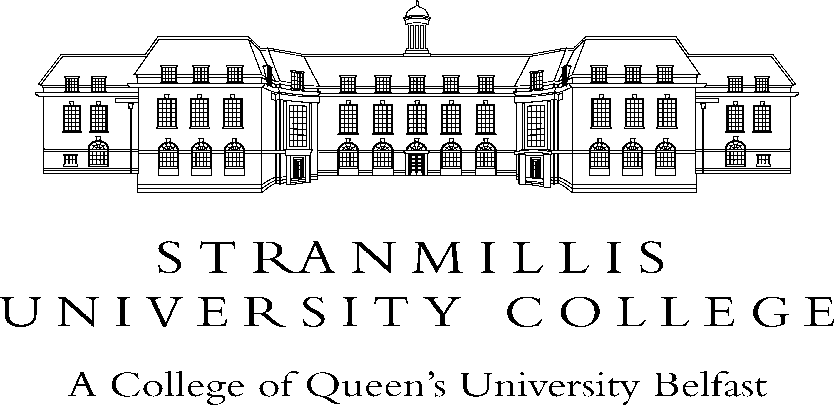 STRANMILLIS
UNIVERSITY COLLEGE
A College of Queen's University Belfast